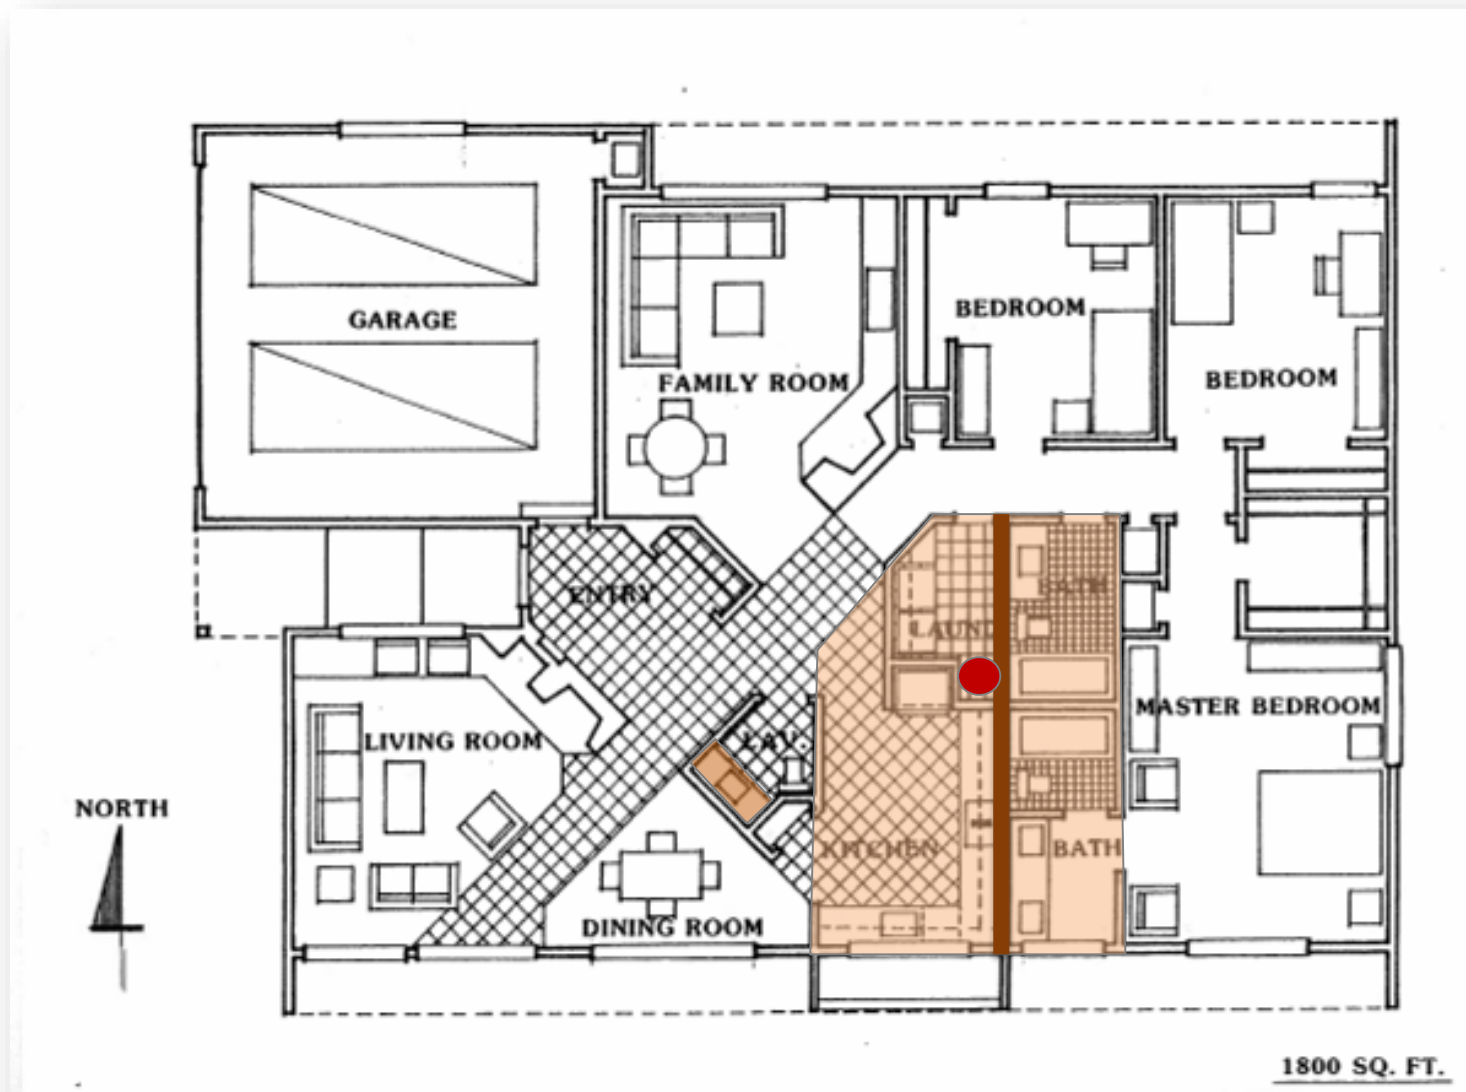 GARAGE
BEDROOM
FAMILY ROOM
BEDROOM
ENTRY
BATH
LAUND
MASTER BEDROOM
LIVING ROOM
LAV.
NORTH
KITCHEN
BATH
DINING ROOM
1800 SQ. FT.